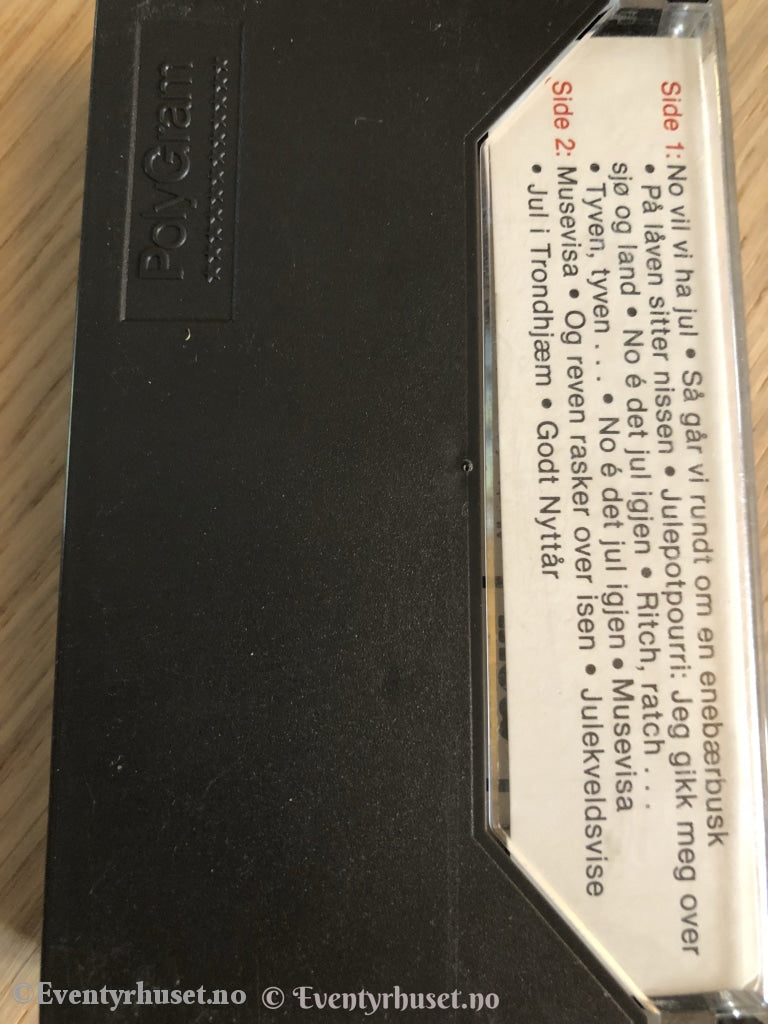 Side 1: No vil vi ha jul • Så går vi rundt om en enebærbusk
• På låven sitter nissen • Julepotpourri: Jeg gikk meg over
sjø og land • No é det jul igjen • Ritch, ratch . . .
• Tyven, tyven . . . • No é det jul igjen • Musevisa
Side 2: Musevisa • Og reven rasker over isen • Julekveldsvise
• Jul i Trondhjæm • Godt Nyttår
PolyGram
©Eventyrhuset.no © Eventyrhuset.no